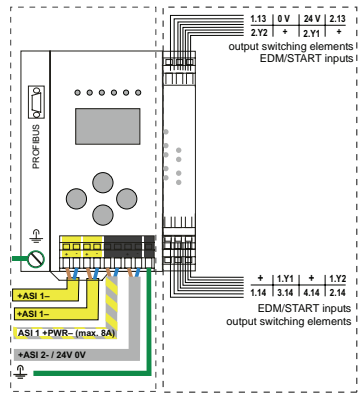 1.13 0 V 24 V 2.13
2.Y2 + 2.Y1 +
output switching elements
EDM/START
inputs
PROFIBUS
+ - + -
+ASI 1–
+ASI 1–
ASI 1 +PWR– (max. 8A)
+ASI 2- / 24V 0V
+ 1.Y1 + 1.Y2
1.14 3.14 4.14 2.14
EDM/START inputs
output switching elements